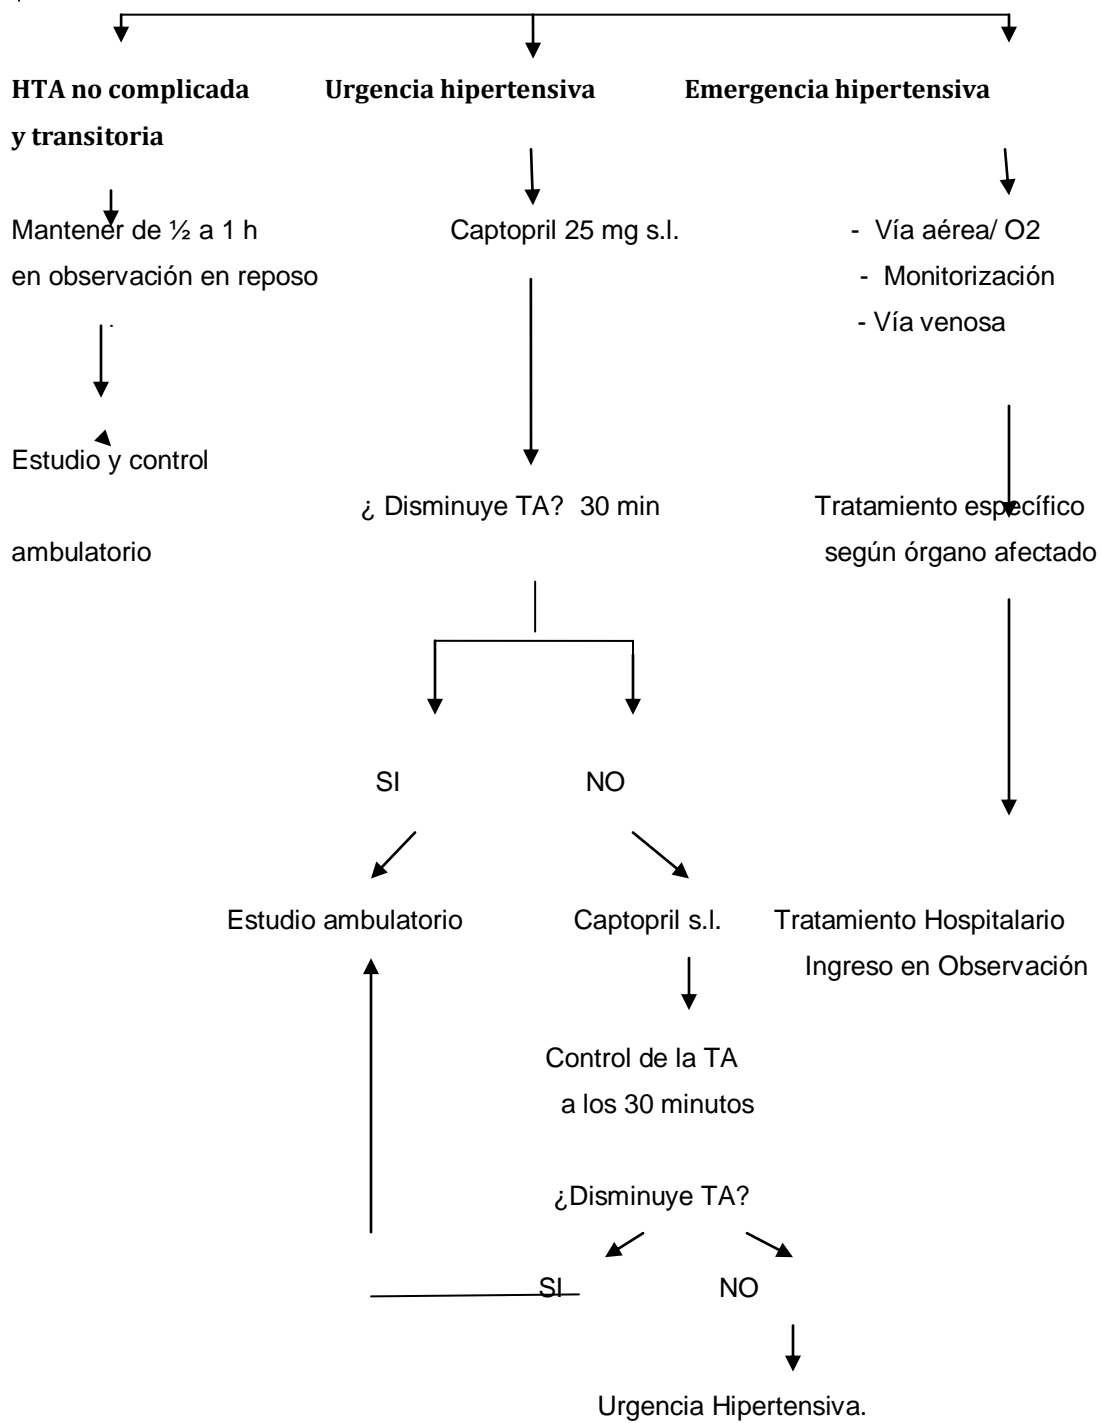 HTA no complicada Urgencia hipertensiva Emergencia hipertensiva
y transitoria
Mantener de ½ a 1 h Captopril 25 mg s.l. - Vía aérea/ O2
en observación en reposo - Monitorización
. - Vía venosa
Estudio y control
¿ Disminuye TA? 30 min Tratamiento específico
ambulatorio según órgano afectado
SI NO
Estudio ambulatorio Captopril s.l. Tratamiento Hospitalario
Ingreso en Observación
Control de la TA
a los 30 minutos
¿Disminuye TA?
SI NO
Urgencia Hipertensiva.